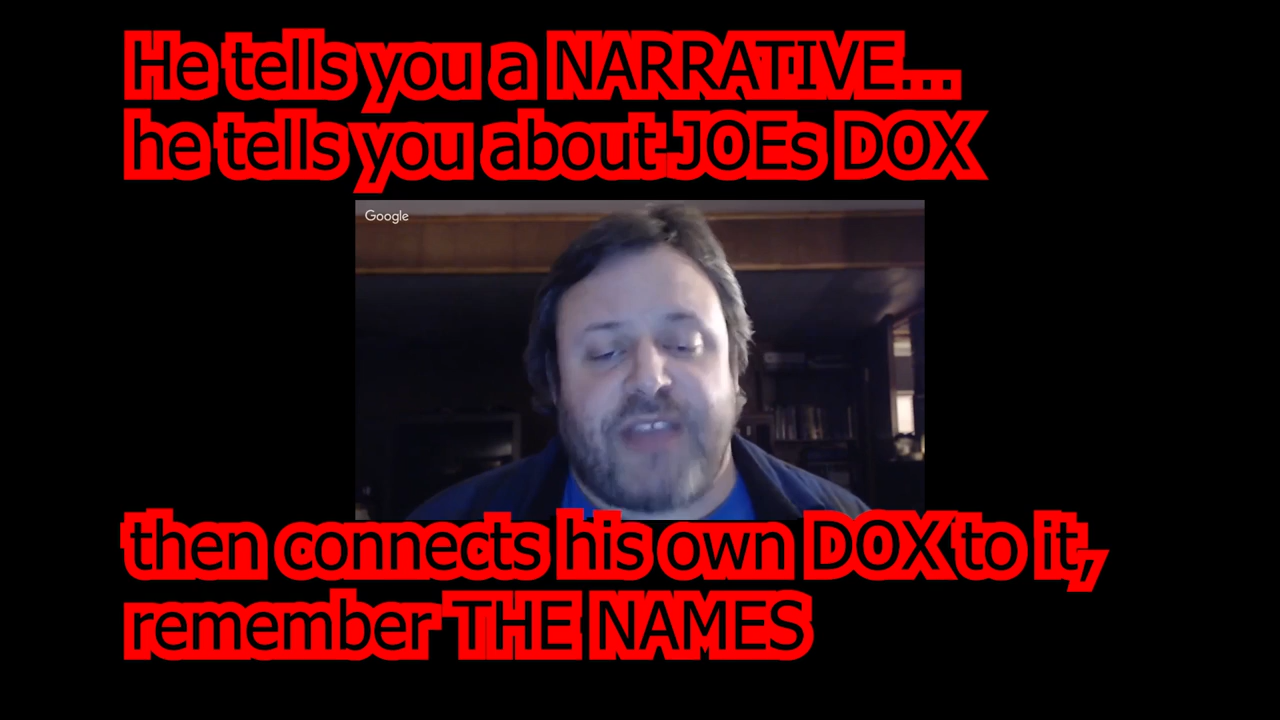 He tells you a NARRATIVE...
he tells you about JOEs DOX
Google
then connects his own DOX to it,
remember THE NAMES